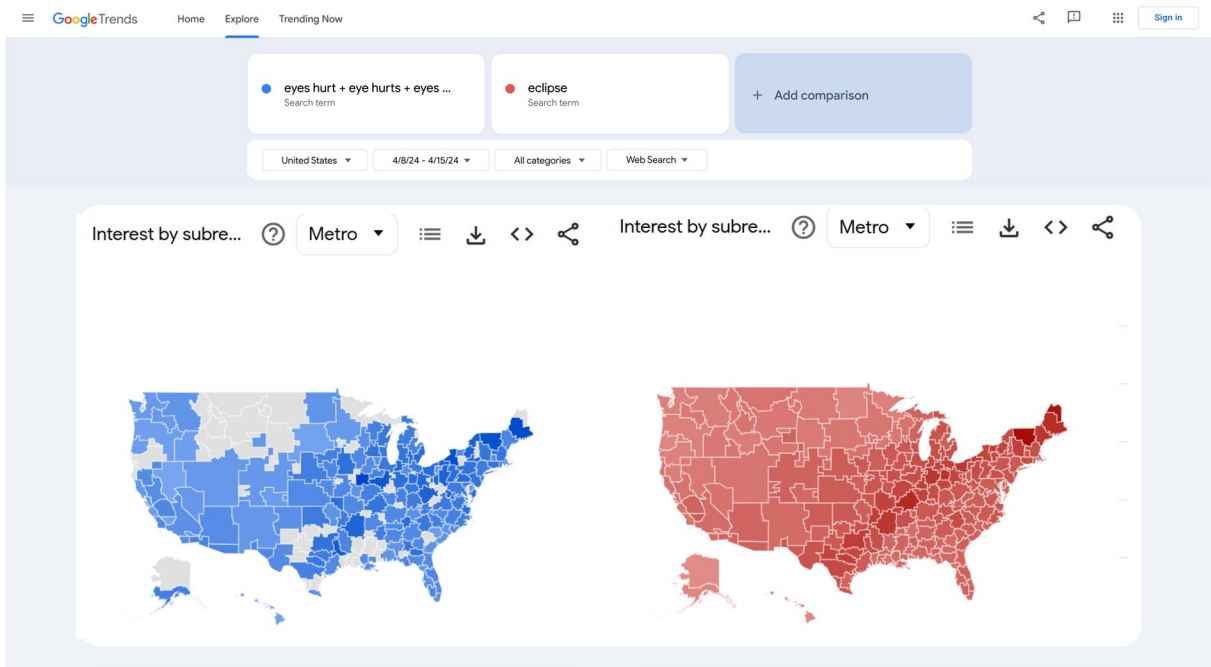 Google Trends
Home
Explore
Trending Now
Sign in
eyes hurt + eye hurts + eyes ...
Search term
eclipse
Search term
+ Add comparison
United States
4/8/24 - 4/15/24
All categories
Web Search
Interest by subre...
Metro
Interest by subre...
Metro